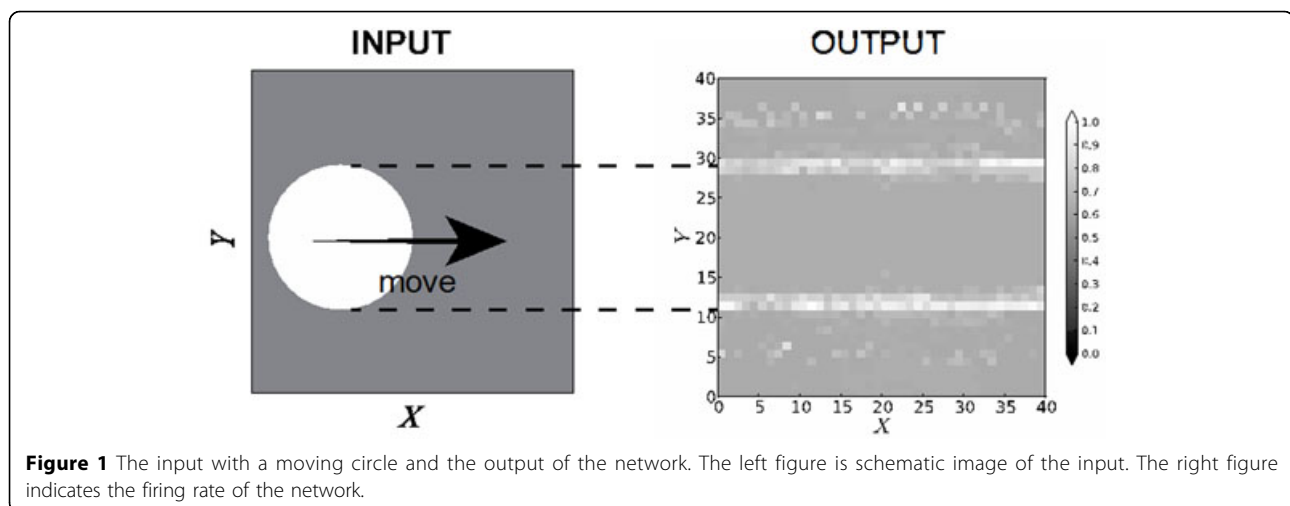 INPUT
OUTPUT
Y
move
X
40
35
30
25
Y
20
15
10
5
0
0 5 10 15 20 25 30 35 40
X
1.0
0.9
0.8
0.7
0.6
0.5
0.4
0.3
0.2
0.1
0.0
Figure 1 The input with a moving circle and the output of the network. The left figure is schematic image of the input. The right figure
indicates the firing rate of the network.